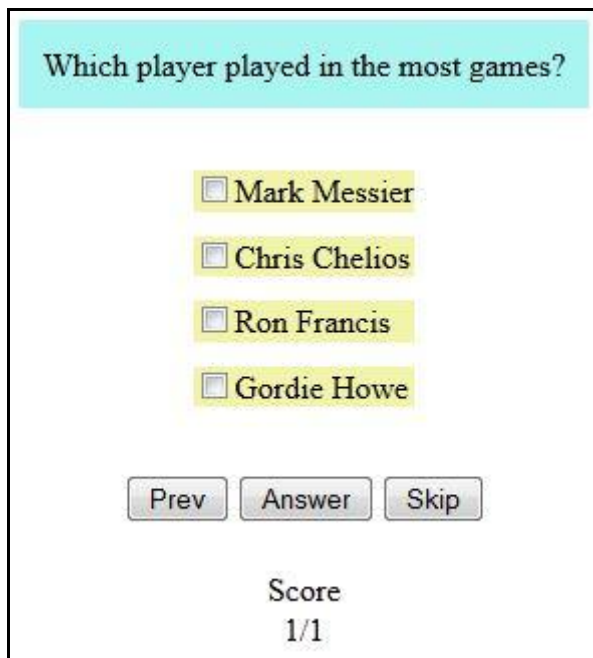 Which player played in the most games?
Mark Messier
Chris Chelios
Ron Francis
Gordie Howe
Prev Answer Skip
Score
1/1